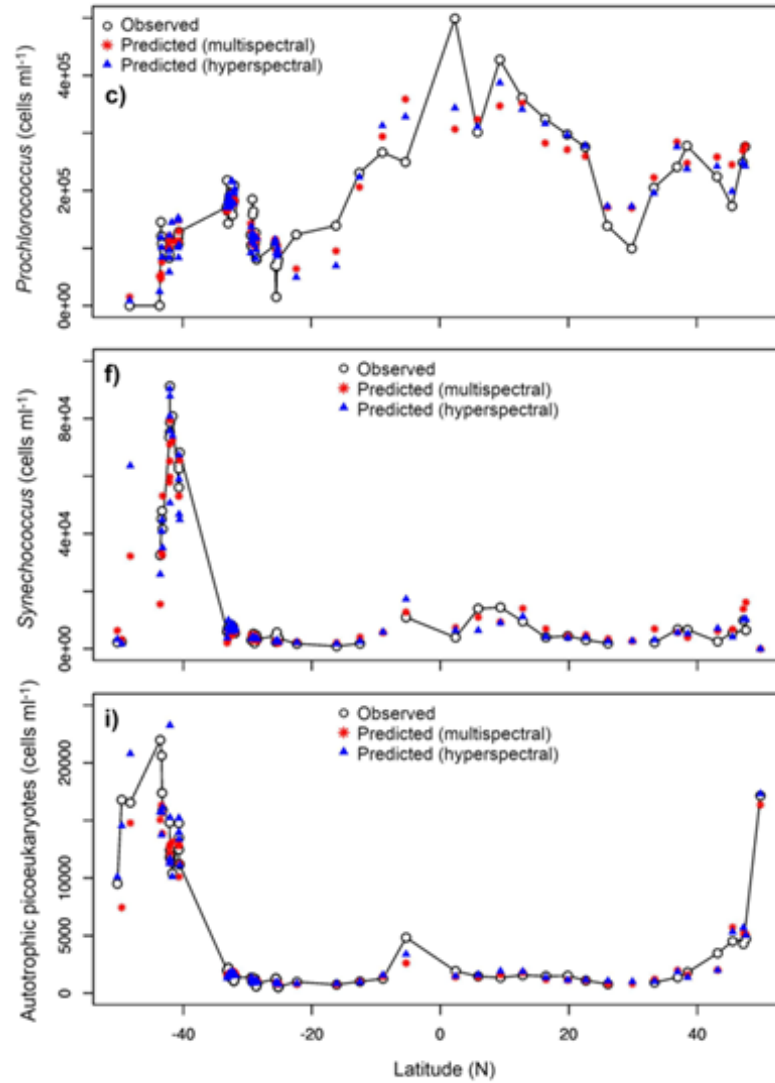 Observed
Predicted (multispectral)
Predicted (hyperspectral)
c)
Prochlorococcus (cells ml-1)
0e+00
2e+05
4e+05
f)
Observed
Predicted (multispectral)
Predicted (hyperspectral)
Synechococcus (cells ml-1)
0e+00
4e+04
8e+04
i)
Observed
Predicted (multispectral)
Predicted (hyperspectral)
Autotrophic picoeukaryotes (cells ml-1)
0
5000
10000
20000
-40
-20
0
20
40
Latitude (N)